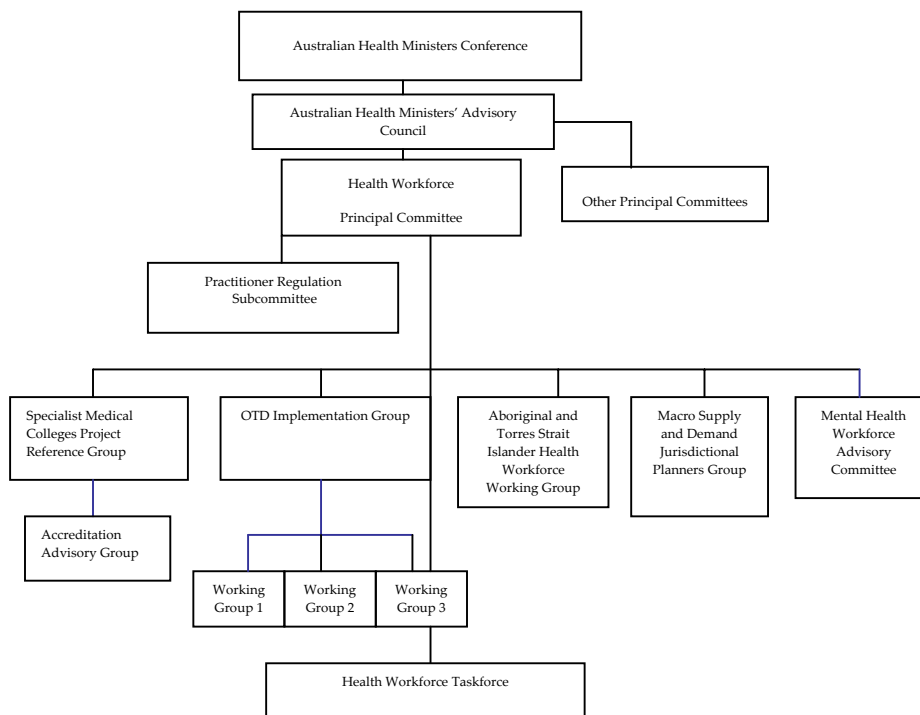 Australian Health Ministers Conference
Australian Health Ministers' Advisory
Council
Health Workforce
Principal Committee
Other Principal Committees
Practitioner Regulation
Subcommittee
Specialist Medical
Colleges Project
Reference Group
OTD Implementation Group
Aboriginal and
Torres Strait
Islander Health
Workforce
Working Group
Macro Supply
and Demand
Jurisdictional
Planners Group
Mental Health
Workforce
Advisory
Committee
Accreditation
Advisory Group
Working
Group 1
Working
Group 2
Working
Group 3
Health Workforce Taskforce